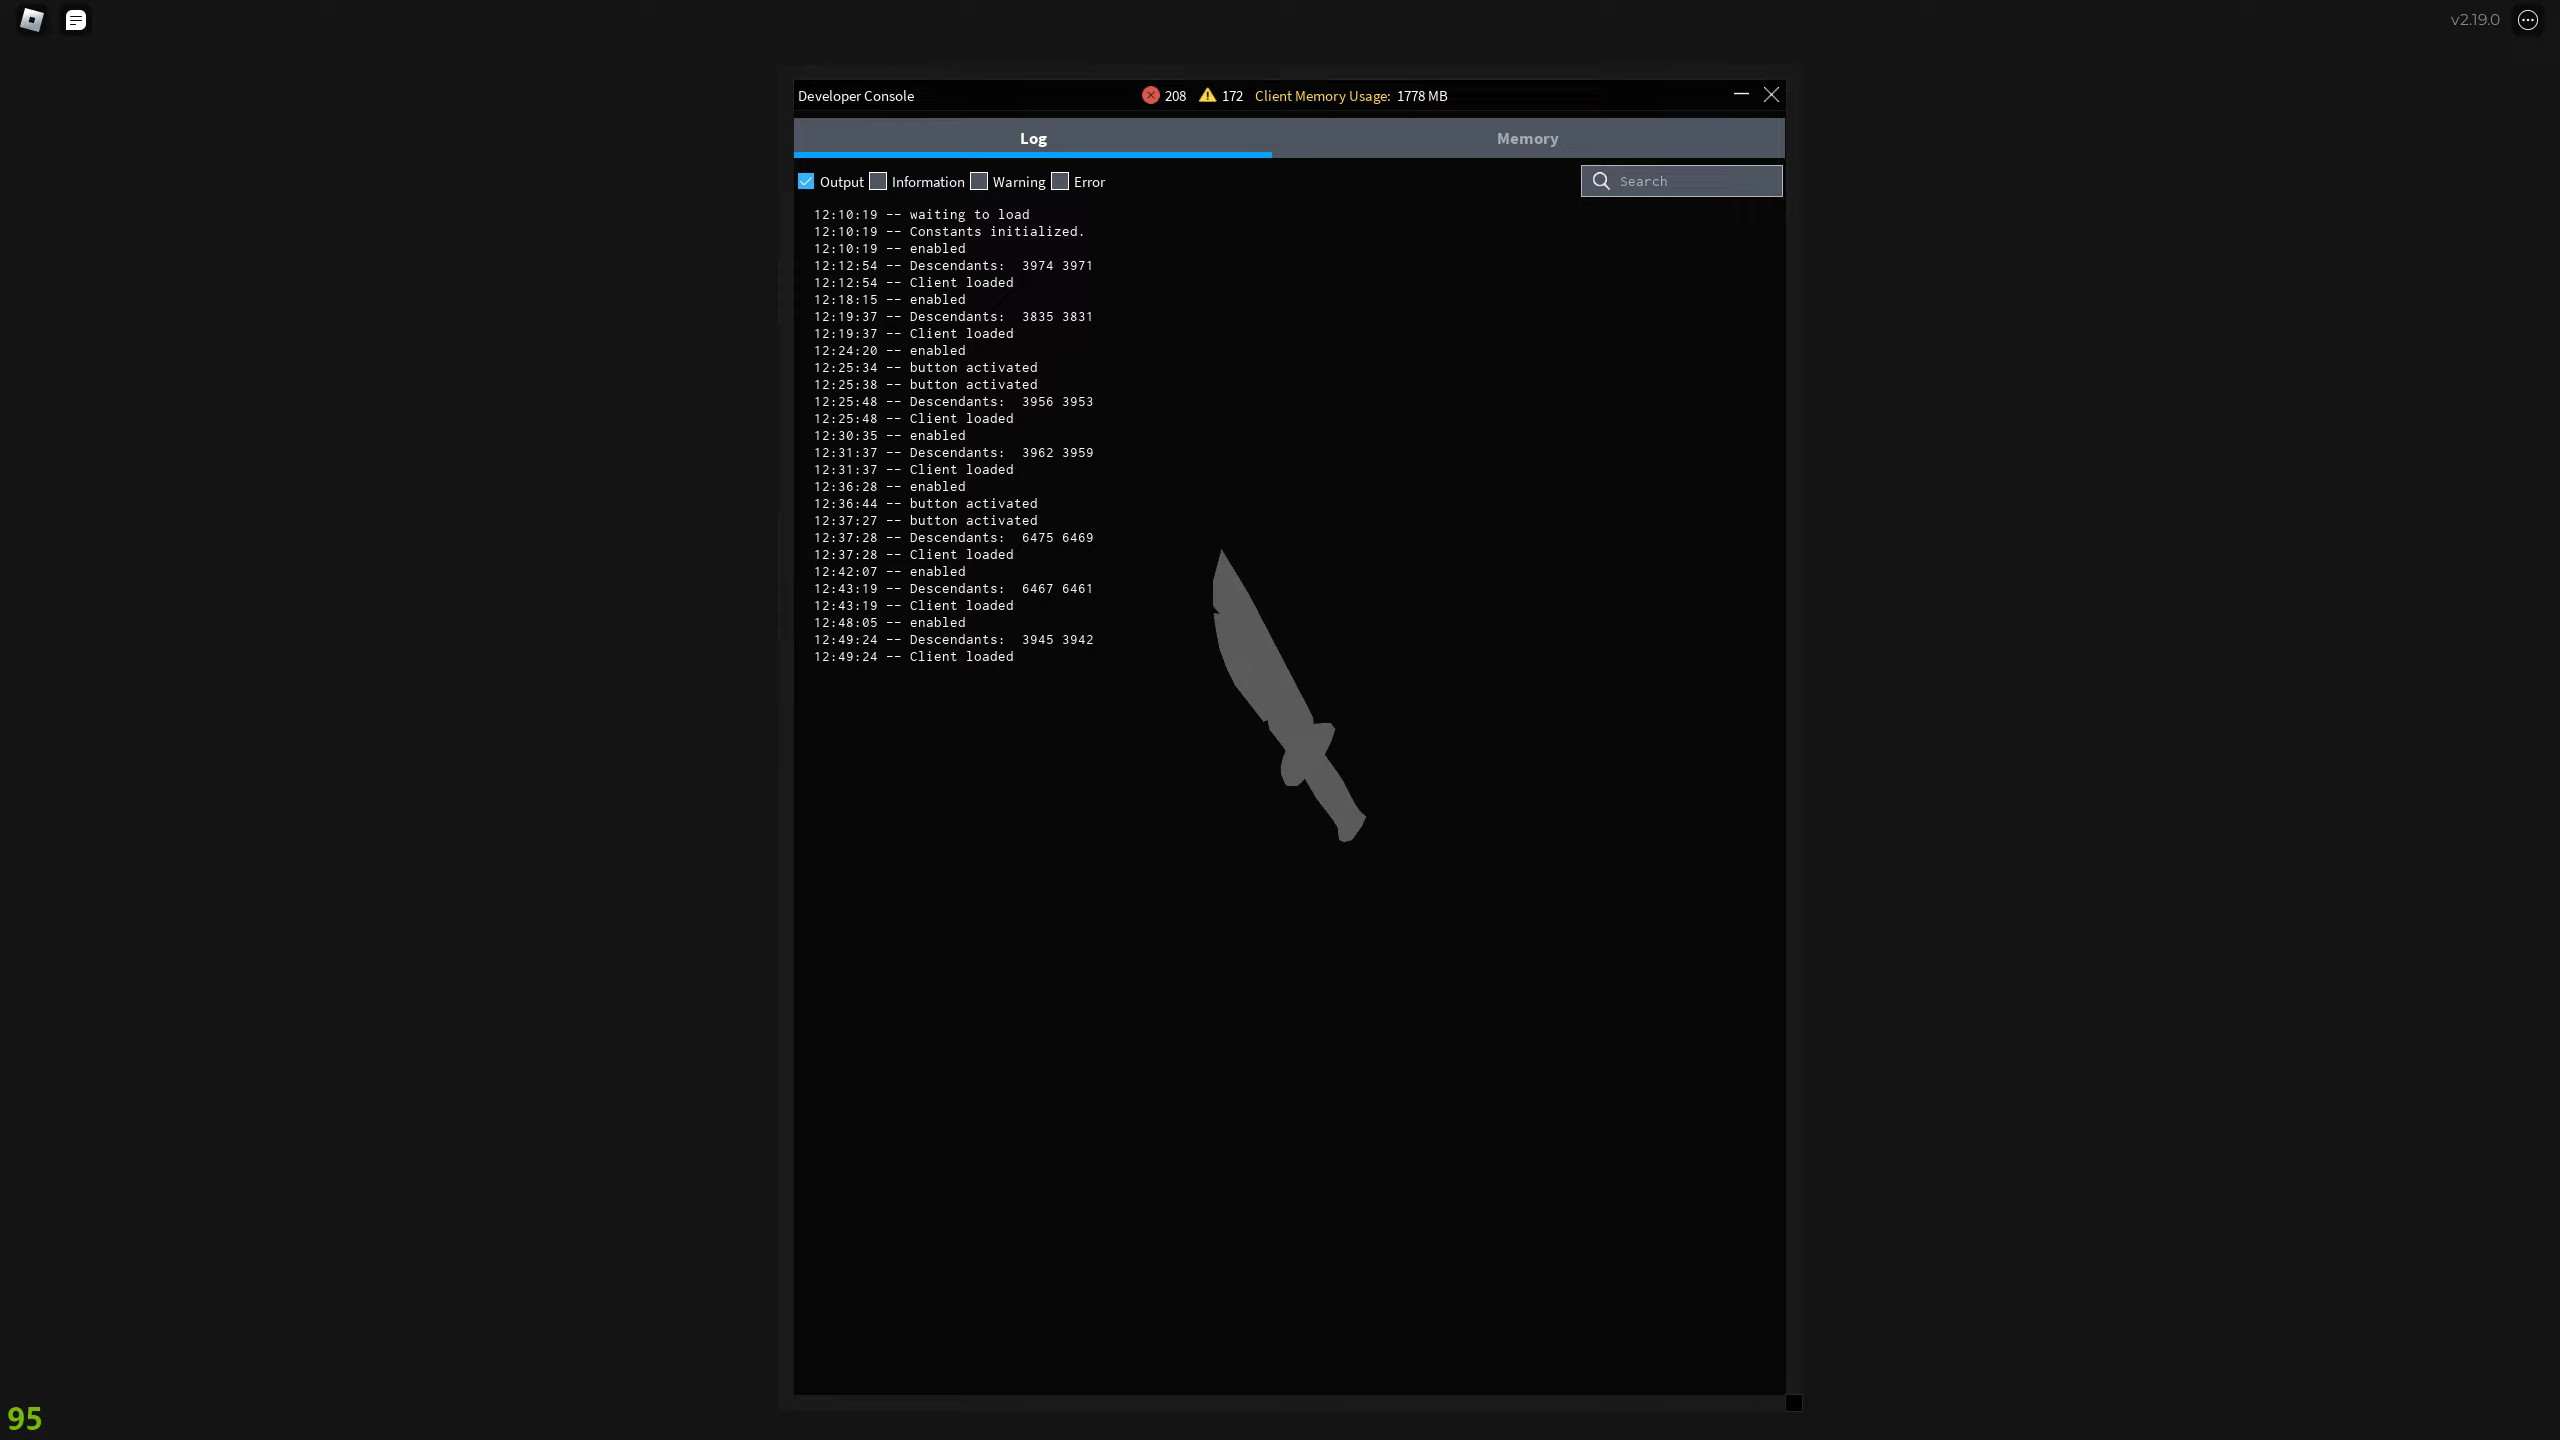 v2.19.0
Developer Console 208 172 Client Memory Usage: 1778 MB
Log Memory
Output Information Warning Error Search
12:10:19 -- waiting to load
12:10:19 -- Constants initialized.
12:10:19 -- enabled
12:12:54 -- Descendants:  3974 3971
12:12:54 -- Client loaded
12:18:15 -- enabled
12:19:37 -- Descendants:  3835 3831
12:19:37 -- Client loaded
12:24:20 -- enabled
12:25:34 -- button activated
12:25:38 -- button activated
12:25:48 -- Descendants:  3956 3953
12:25:48 -- Client loaded
12:30:35 -- enabled
12:31:37 -- Descendants:  3962 3959
12:31:37 -- Client loaded
12:36:28 -- enabled
12:36:44 -- button activated
12:37:27 -- button activated
12:37:28 -- Descendants:  6475 6469
12:37:28 -- Client loaded
12:42:07 -- enabled
12:43:19 -- Descendants:  6467 6461
12:43:19 -- Client loaded
12:48:05 -- enabled
12:49:24 -- Descendants:  3945 3942
12:49:24 -- Client loaded
95